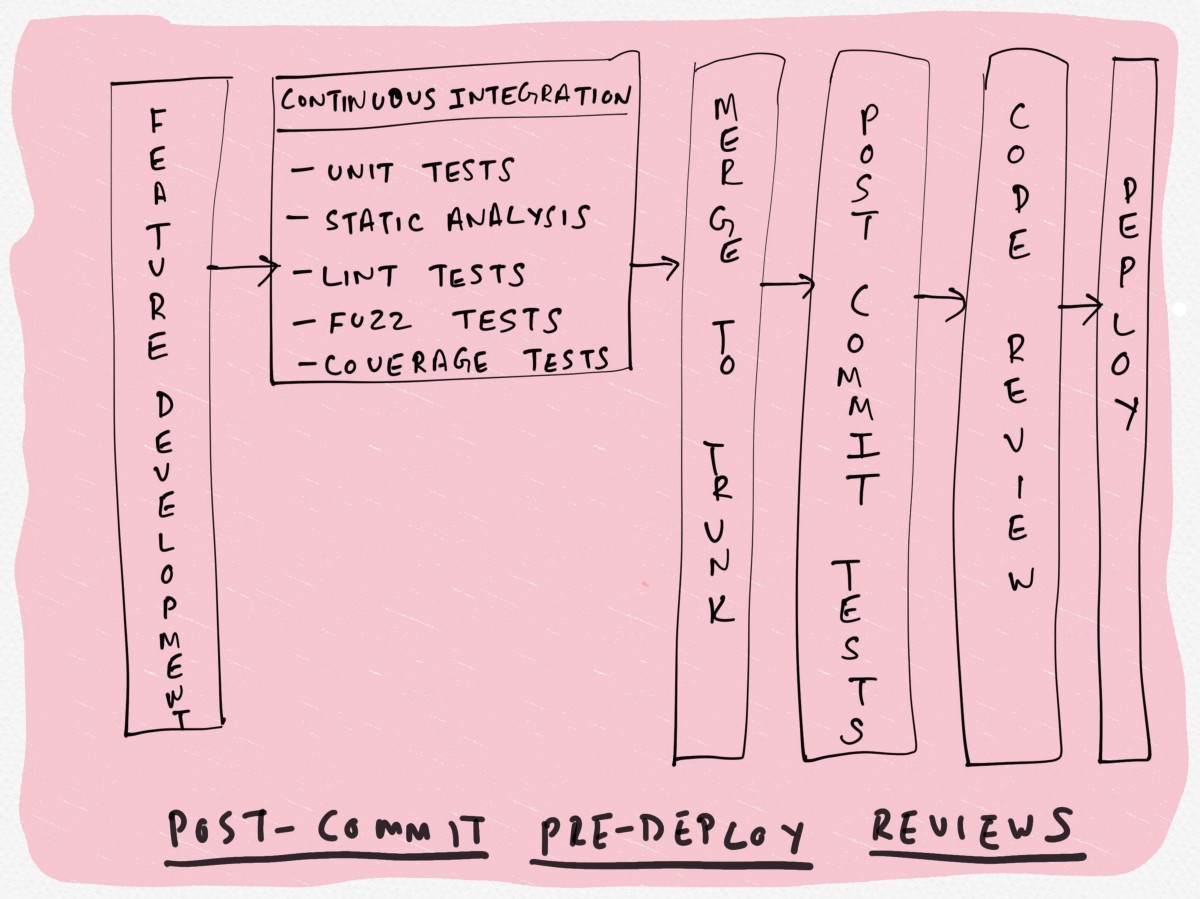 FEATURE DEVELOPMENT
CONTINUOUS INTEGRATION
- UNIT TESTS
- STATIC ANALYSIS
- LINT TESTS
- FUZZ TESTS
- COVERAGE TESTS
MERGE TO TRUNK
POST COMMIT TESTS
CODE REVIEW
DEPLOY
POST-COMMIT PRE-DEPLOY REVIEWS